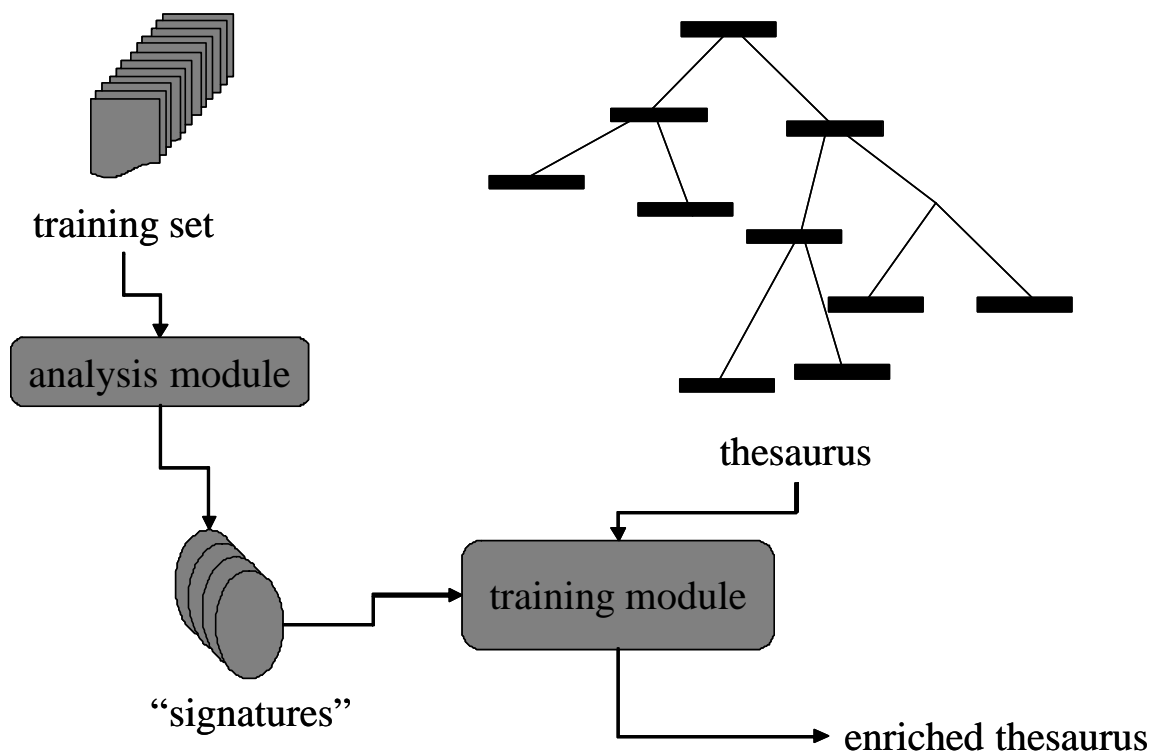 training set
analysis module
thesaurus
training module
“signatures”
enriched thesaurus